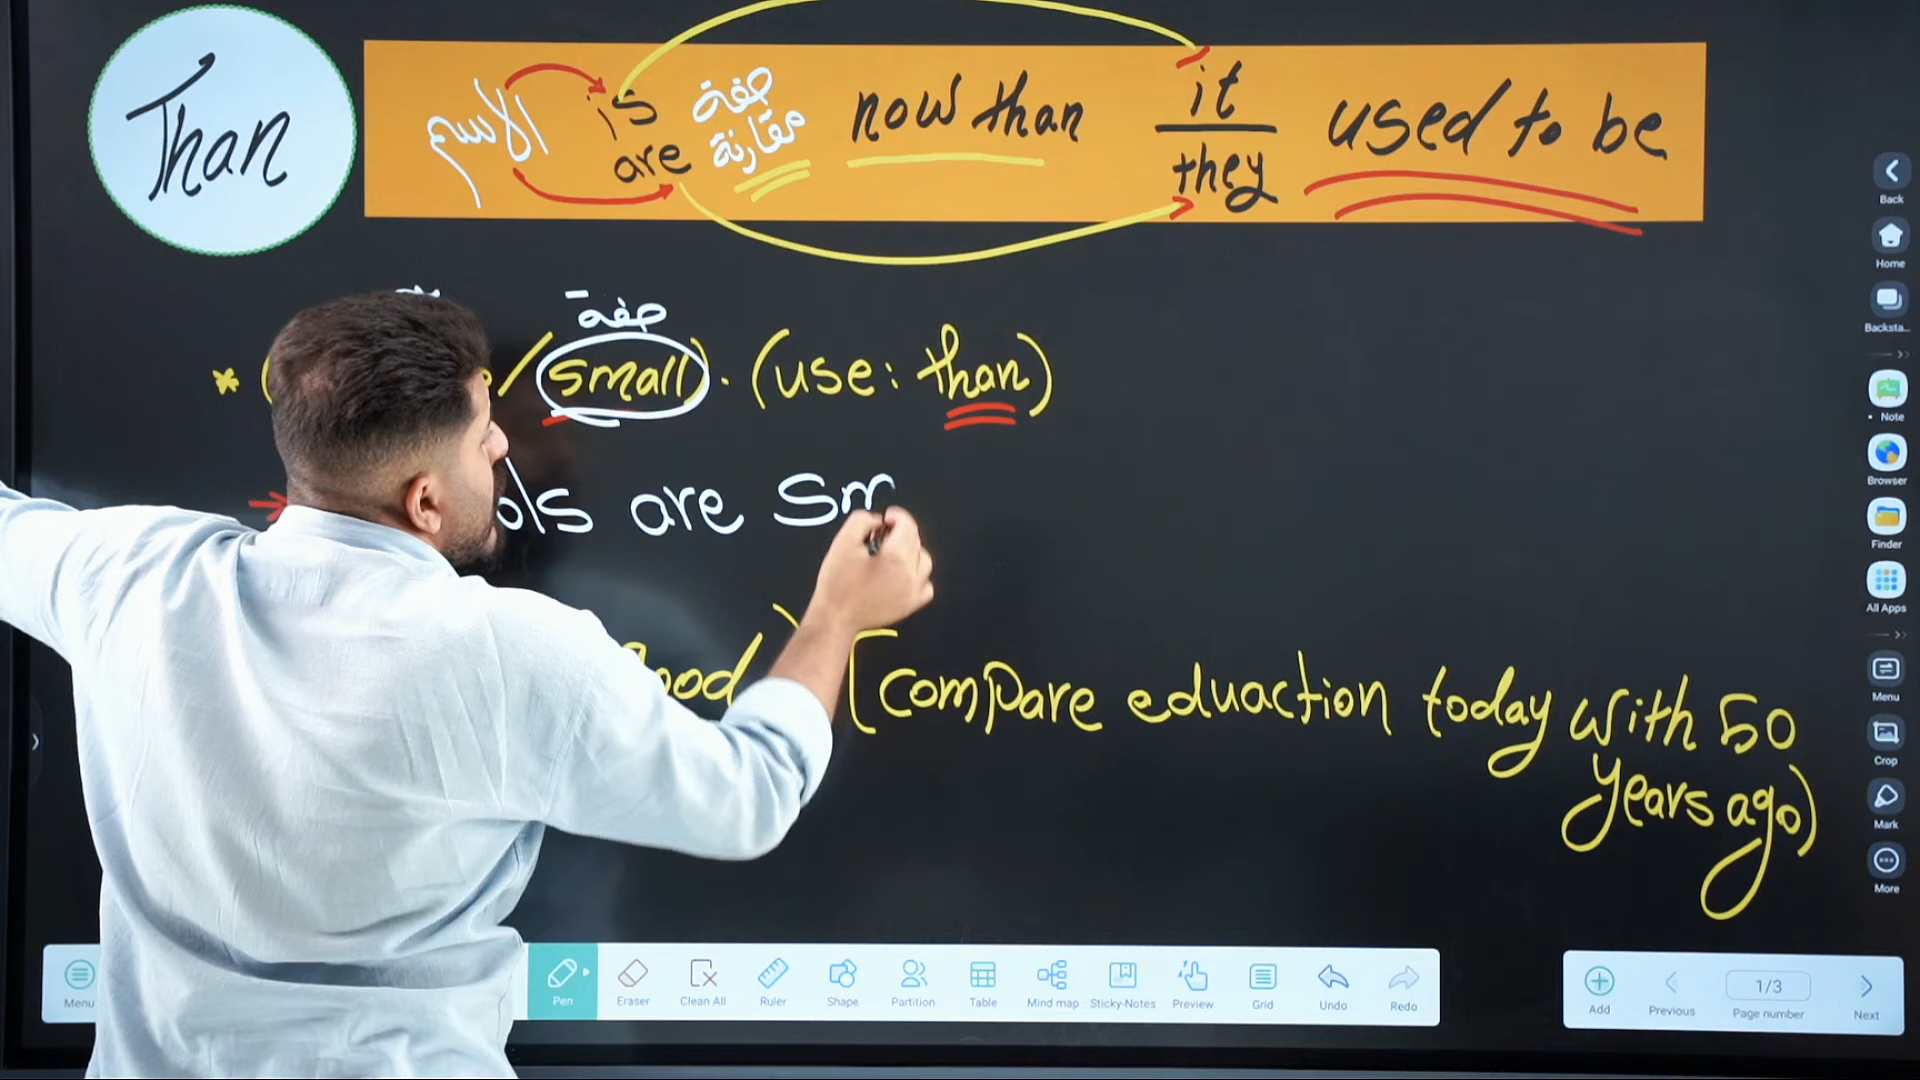 Than
الاسم is are صفة مقارنة now than it they used to be
صفة
* ( / small). (use: than)
ols are sm
good ) (compare eduaction today with 50
years ago)
Back
Home
Backsta...
Note
Browser
Finder
All Apps
Menu
Crop
Mark
More
Menu Pen Eraser Clean All Ruler Shape Partition Table Mind map Sticky-Notes Preview Grid Undo Redo
Add Previous 1/3 Page number Next